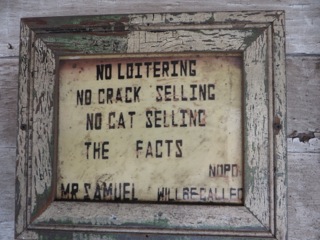 NO LOITERING
NO CRACK SELLING
NO CAT SELLING
THE FACTS
NOPD
MR SAMUEL WILL BE CALLED